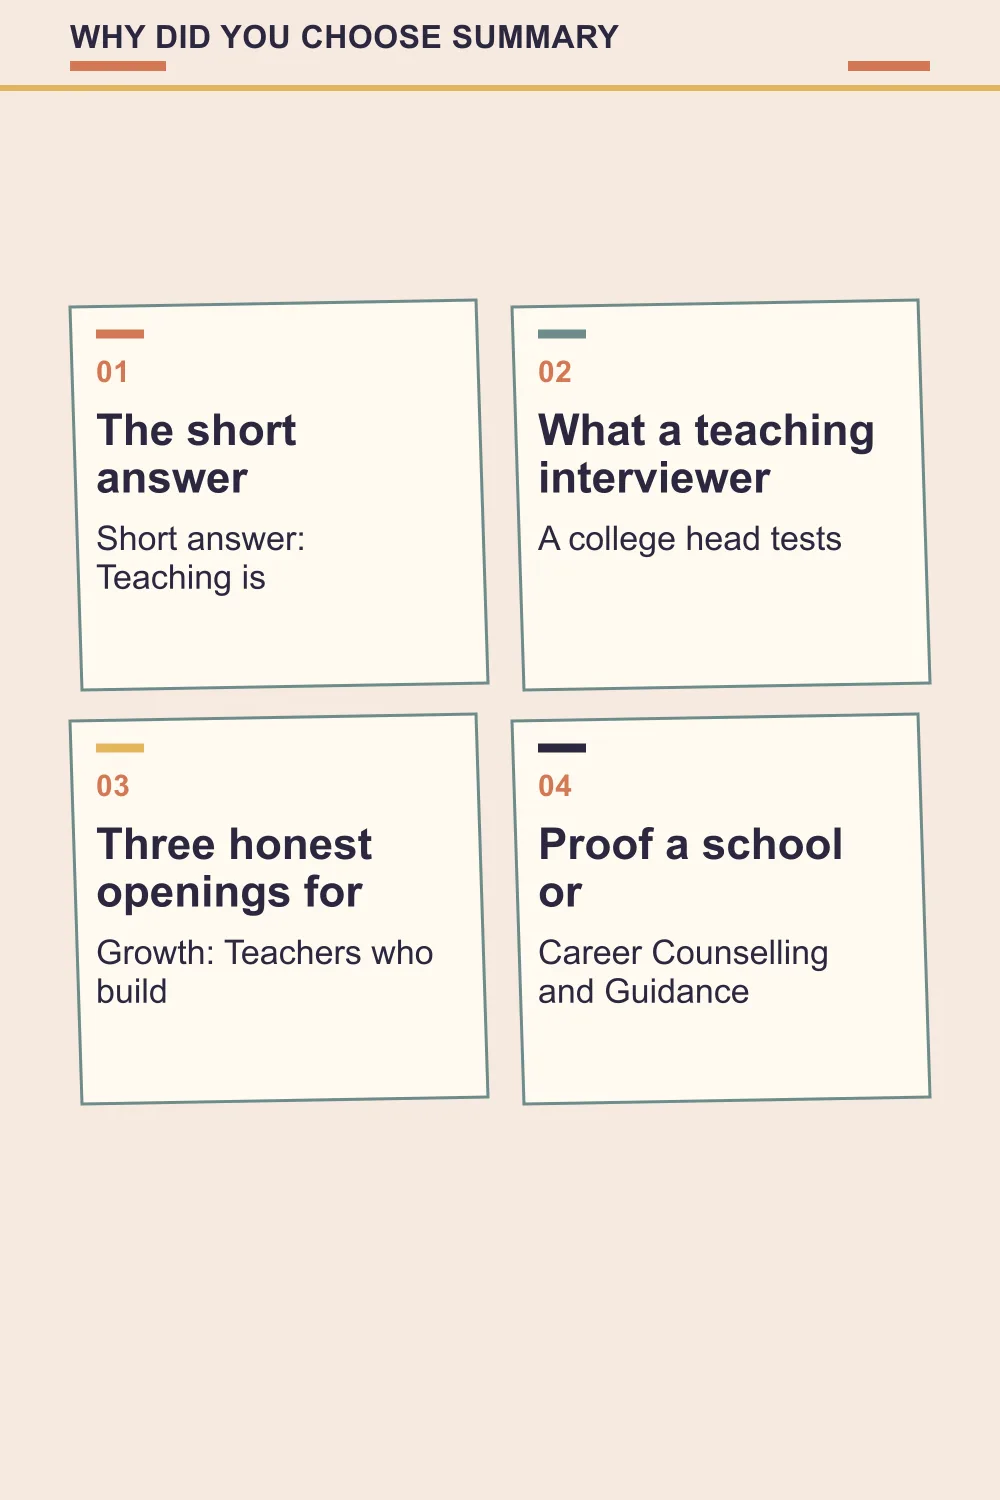 WHY DID YOU CHOOSE SUMMARY
01
The short
answer
Short answer:
Teaching is
02
What a teaching
interviewer
A college head tests
03
Three honest
openings for
Growth: Teachers who
build
04
Proof a school
or
Career Counselling
and Guidance